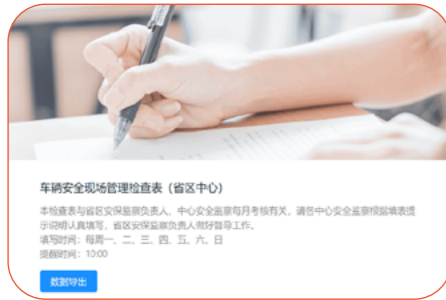 车辆安全现场管理检查表（省区中心）
本检查表与省区安保监察负责人、中心安全监察每月考核有关，请各中心安全监察根据填表提
示说明认真填写、省区安保监察负责人做好督导工作。
填写时间：每周一、二、三、四、五、六、日
提醒时间：10:00
数据导出